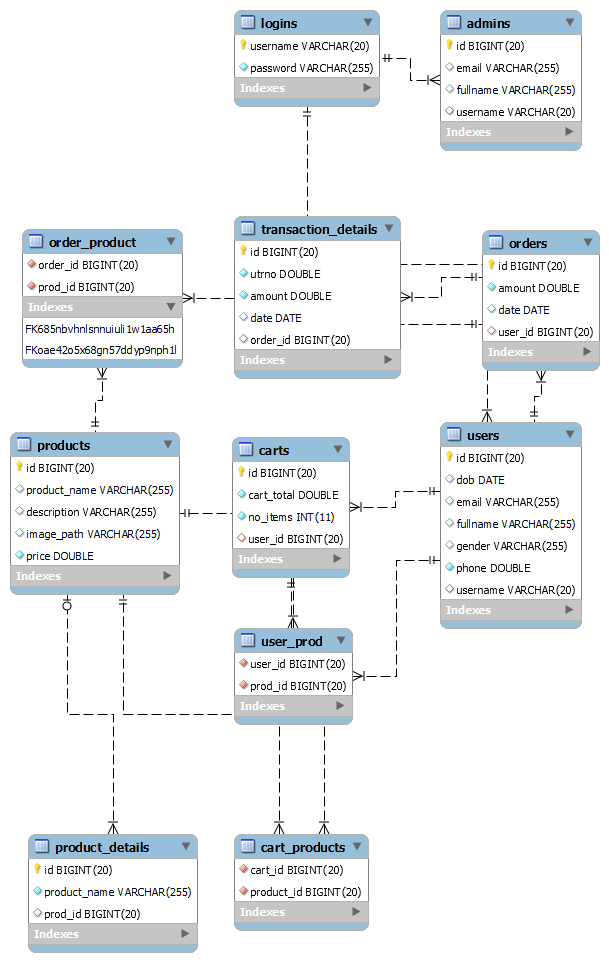 logins
username VARCHAR(20)
password VARCHAR(255)
Indexes
admins
id BIGINT(20)
email VARCHAR(255)
fullname VARCHAR(255)
username VARCHAR(20)
Indexes
order_product
order_id BIGINT(20)
prod_id BIGINT(20)
Indexes
FK685nbvhnlsnnuiuli1w1aa65h
FKoae42o5x68gn57ddyp9nph1l
transaction_details
id BIGINT(20)
utrno DOUBLE
amount DOUBLE
date DATE
order_id BIGINT(20)
Indexes
orders
id BIGINT(20)
amount DOUBLE
date DATE
user_id BIGINT(20)
Indexes
products
id BIGINT(20)
product_name VARCHAR(255)
description VARCHAR(255)
image_path VARCHAR(255)
price DOUBLE
Indexes
carts
id BIGINT(20)
cart_total DOUBLE
no_items INT(11)
user_id BIGINT(20)
Indexes
users
id BIGINT(20)
dob DATE
email VARCHAR(255)
fullname VARCHAR(255)
gender VARCHAR(255)
phone DOUBLE
username VARCHAR(20)
Indexes
user_prod
user_id BIGINT(20)
prod_id BIGINT(20)
Indexes
product_details
id BIGINT(20)
product_name VARCHAR(255)
prod_id BIGINT(20)
Indexes
cart_products
cart_id BIGINT(20)
product_id BIGINT(20)
Indexes